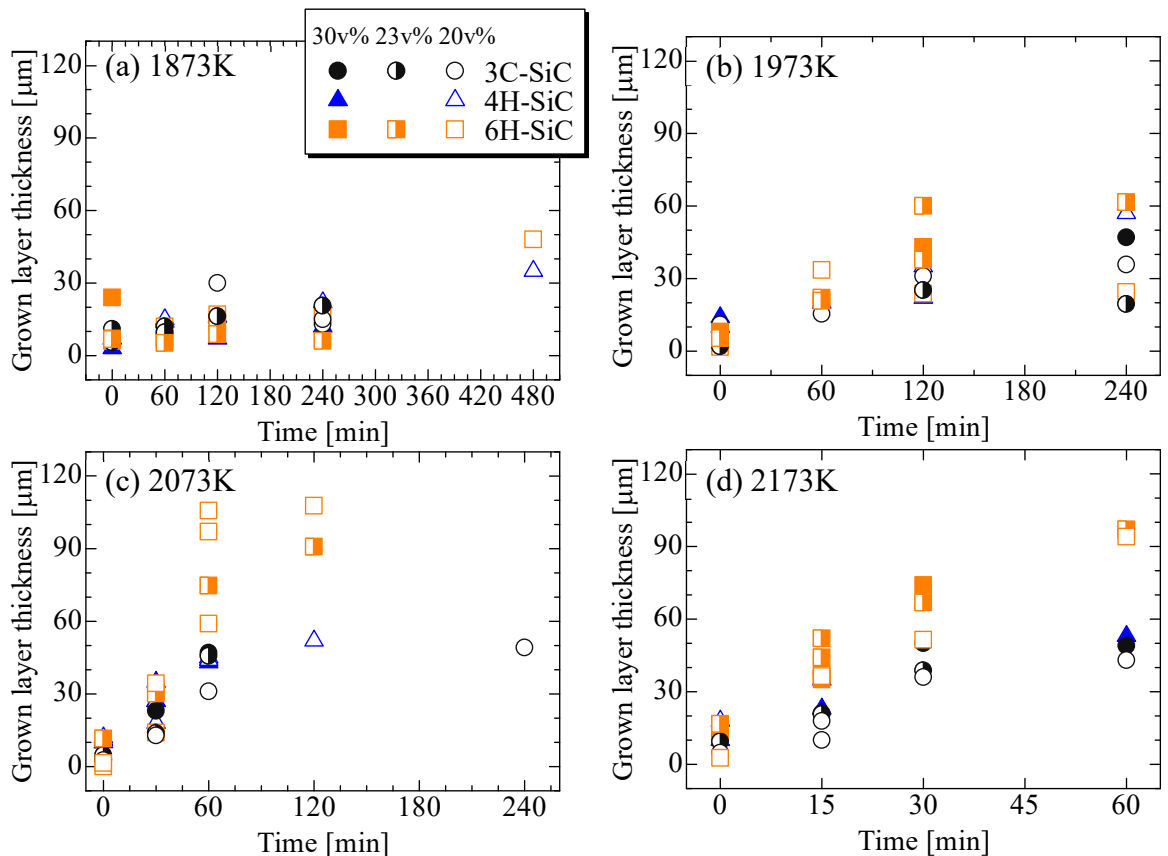 30v% 23v% 20v%
3C-SiC
4H-SiC
6H-SiC
(a) 1873K
120
90
60
30
0
Grown layer thickness [µm]
0 60 120 180 240 300 360 420 480
Time [min]
(b) 1973K
120
90
60
30
0
Grown layer thickness [µm]
0 60 120 180 240
Time [min]
(c) 2073K
120
90
60
30
0
Grown layer thickness [µm]
0 60 120 180 240
Time [min]
(d) 2173K
120
90
60
30
0
Grown layer thickness [µm]
0 15 30 45 60
Time [min]